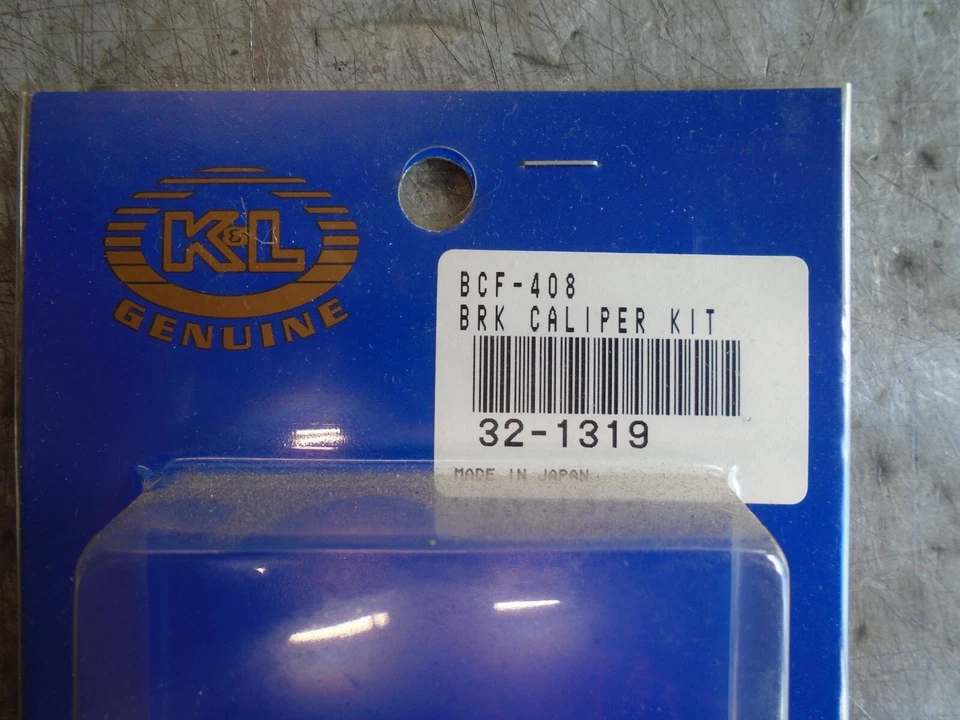 K&L
GENUINE
BCF-408
BRK CALIPER KIT
32-1319
MADE IN JAPAN